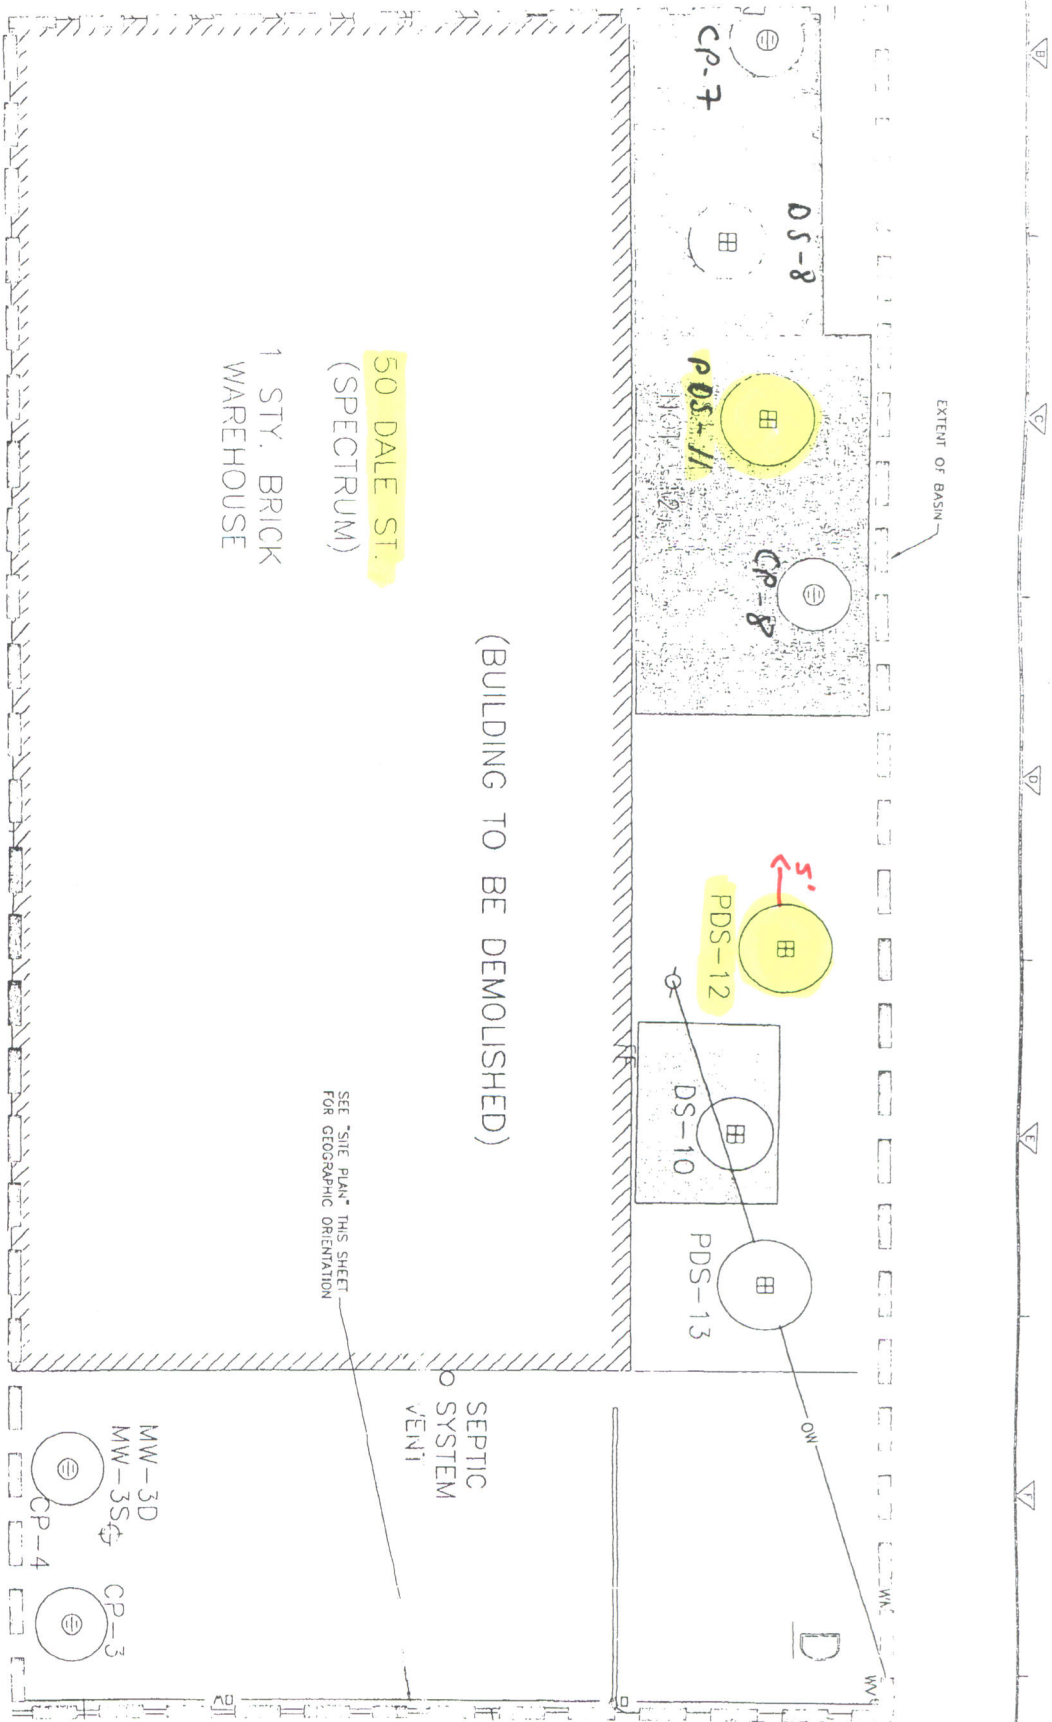 B
C
D
E
F
EXTENT OF BASIN
CP-7
DS-8
PDS-11
CP-8
5'
PDS-12
DS-10
PDS-13
OW
50 DALE ST.
(SPECTRUM)
1 STY. BRICK
WAREHOUSE
(BUILDING TO BE DEMOLISHED)
SEE "SITE PLAN" THIS SHEET
FOR GEOGRAPHIC ORIENTATION
SEPTIC
SYSTEM
VENT
MW-3D
MW-3S
CP-4
CP-3
D